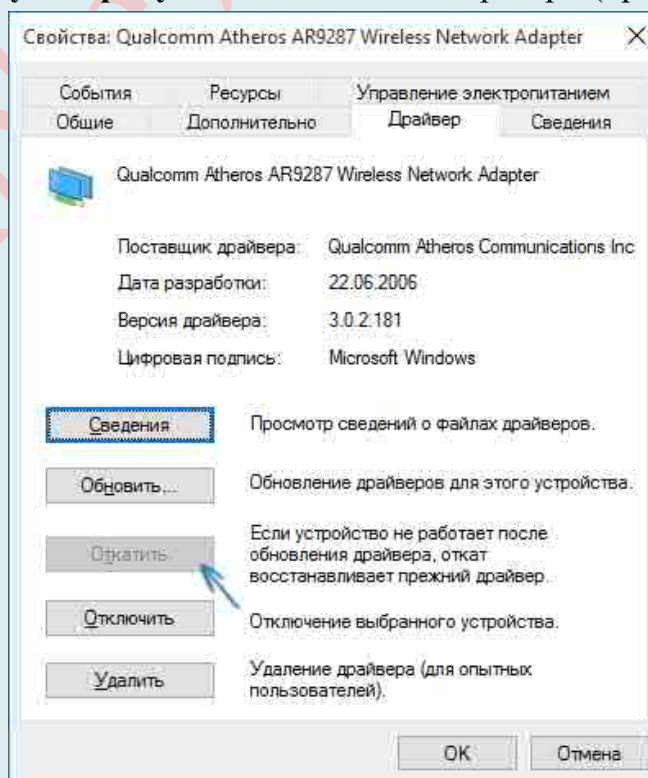 Свойства: Qualcomm Atheros AR9287 Wireless Network Adapter
События Ресурсы Управление электропитанием
Общие Дополнительно Драйвер Сведения
Qualcomm Atheros AR9287 Wireless Network Adapter
Поставщик драйвера: Qualcomm Atheros Communications Inc
Дата разработки: 22.06.2006
Версия драйвера: 3.0.2.181
Цифровая подпись: Microsoft Windows
Сведения Просмотр сведений о файлах драйверов.
Обновить... Обновление драйверов для этого устройства.
Откатить Если устройство не работает после
обновления драйвера, откат
восстанавливает прежний драйвер.
Отключить Отключение выбранного устройства.
Удалить Удаление драйвера (для опытных
пользователей).
OK Отмена